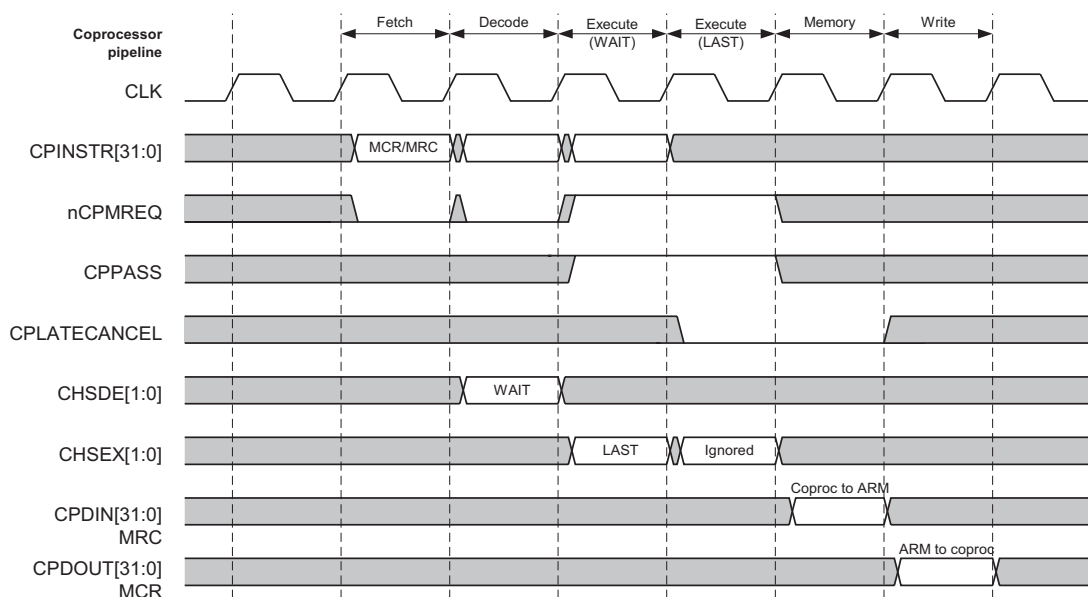 Coprocessor
pipeline
Fetch
Decode
Execute
(WAIT)
Execute
(LAST)
Memory
Write
CLK
CPINSTR[31:0]
MCR/MRC
nCPMREQ
CPPASS
CPLATECANCEL
CHSDE[1:0]
WAIT
CHSEX[1:0]
LAST
Ignored
CPDIN[31:0]
MRC
Coproc to ARM
CPDOUT[31:0]
MCR
ARM to coproc